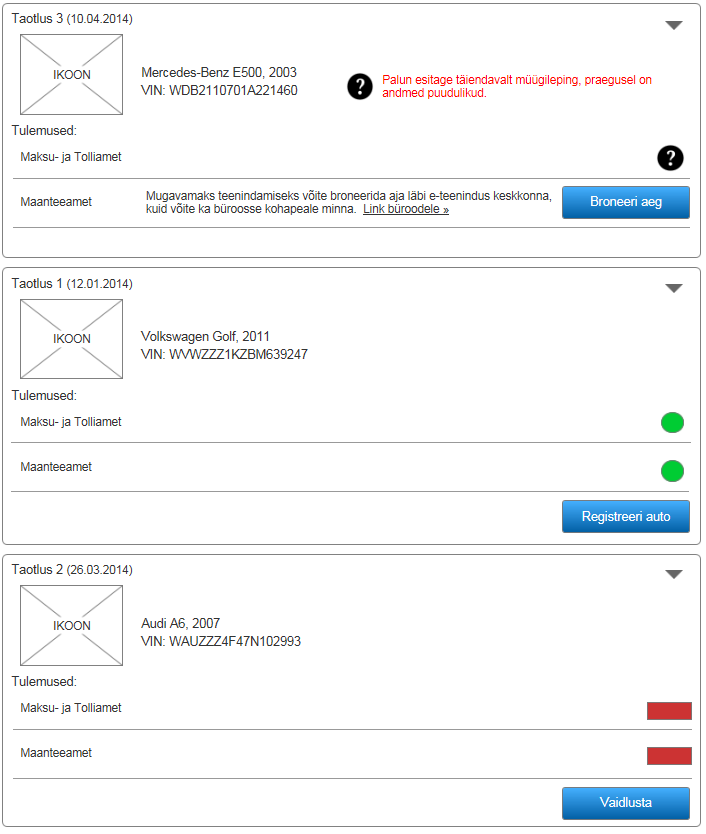 Taotlus 3 (10.04.2014)
IKOON
Mercedes-Benz E500, 2003
VIN: WDB2110701A221460
?
Palun esitage täiendavalt müügileping, praegusel on
andmed puudulikud.
Tulemused:
Maksu- ja Tolliamet
?
Maanteeamet
Mugavamaks teenindamiseks võite broneerida aja läbi e-teenindus keskkonna,
kuid võite ka büroosse kohapeale minna. Link büroodele »
Broneeri aeg
Taotlus 1 (12.01.2014)
IKOON
Volkswagen Golf, 2011
VIN: WVWZZZ1KZBM639247
Tulemused:
Maksu- ja Tolliamet
Maanteeamet
Registreeri auto
Taotlus 2 (26.03.2014)
IKOON
Audi A6, 2007
VIN: WAUZZZ4F47N102993
Tulemused:
Maksu- ja Tolliamet
Maanteeamet
Vaidlusta